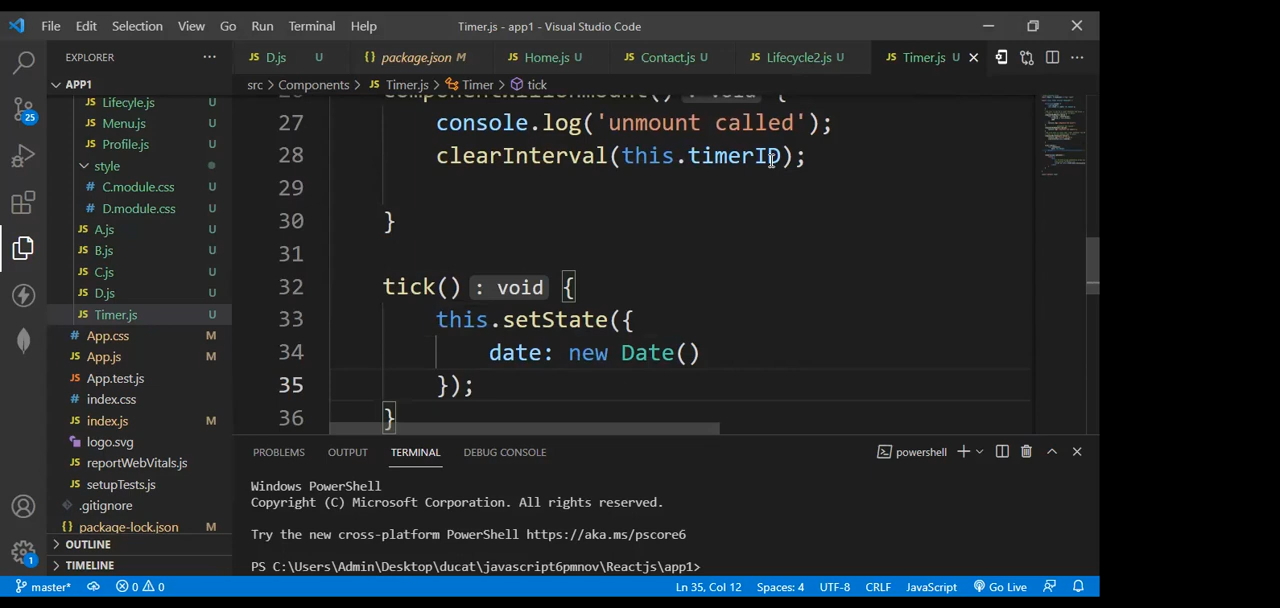 File Edit Selection View Go Run Terminal Help Timer.js - app1 - Visual Studio Code
EXPLORER
D.js U
package.json M
Home.js U
Contact.js U
Lifecycle2.js U
Timer.js U
APP1
src > Components > Timer.js > Timer > tick
Lifecyle.js U
Menu.js U
Profile.js U
style
C.module.css U
D.module.css U
A.js U
B.js U
C.js U
D.js U
Timer.js U
App.css M
App.js M
App.test.js U
index.css U
index.js M
logo.svg U
reportWebVitals.js U
setupTests.js U
.gitignore U
package-lock.json M
OUTLINE
TIMELINE
25
1
26 componentWillUnmount() : void {
27 console.log('unmount called');
28 clearInterval(this.timerID);
29
30 }
31
32 tick() : void {
33 this.setState({
34 date: new Date()
35 });
36 }
PROBLEMS OUTPUT TERMINAL DEBUG CONSOLE powershell
Windows PowerShell
Copyright (C) Microsoft Corporation. All rights reserved.
Try the new cross-platform PowerShell https://aka.ms/pscore6
PS C:\Users\Admin\Desktop\ducat\javascript6pmnov\Reactjs\app1>
master* 0 0 Ln 35, Col 12 Spaces: 4 UTF-8 CRLF JavaScript Go Live